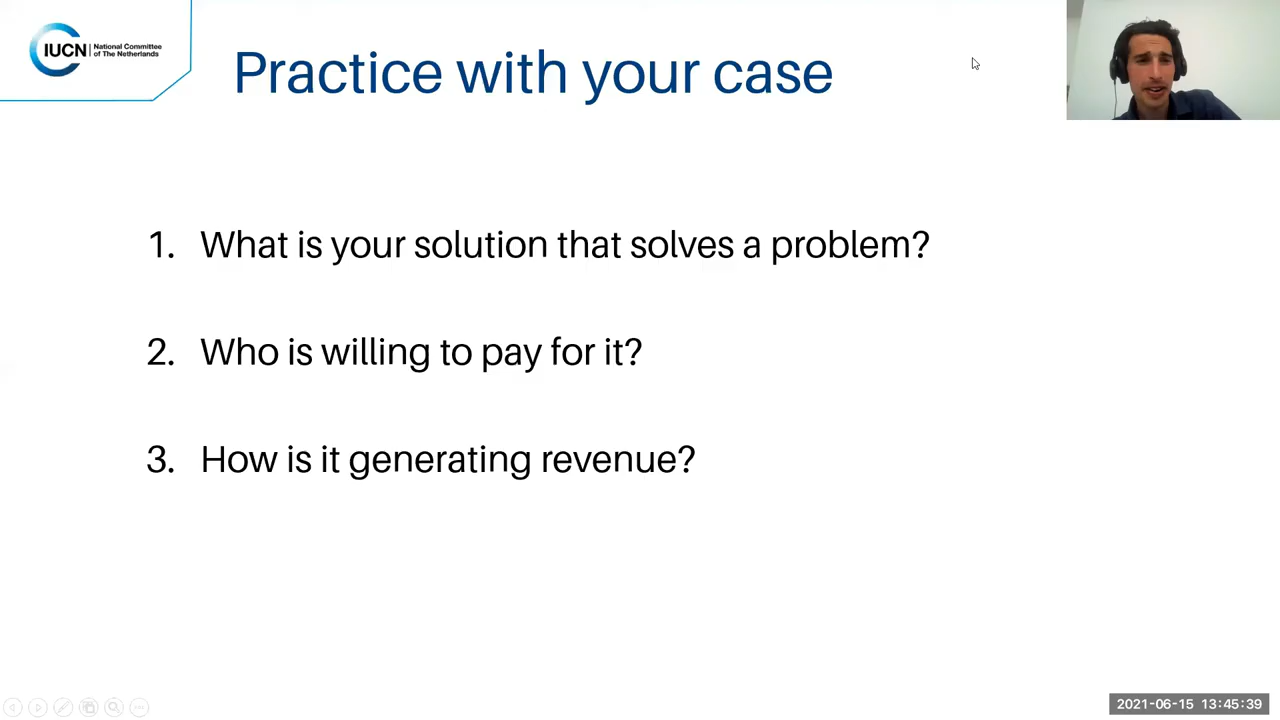 IUCN
National Committee
of The Netherlands
Practice with your case
1. What is your solution that solves a problem?
2. Who is willing to pay for it?
3. How is it generating revenue?
2021-06-15 13:45:39